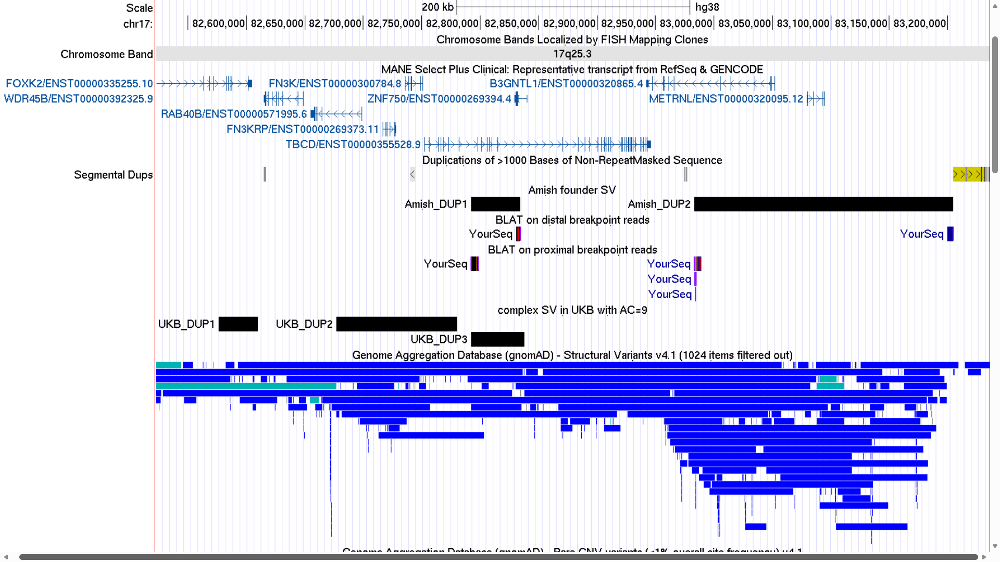 Scale 200 kb hg38
chr17: 82,600,000 82,650,000 82,700,000 82,750,000 82,800,000 82,850,000 82,900,000 82,950,000 83,000,000 83,050,000 83,100,000 83,150,000 83,200,000
Chromosome Bands Localized by FISH Mapping Clones
Chromosome Band 17q25.3
MANE Select Plus Clinical: Representative transcript from RefSeq & GENCODE
FOXK2/ENST00000335255.10 FN3K/ENST00000300784.8 B3GNTL1/ENST00000320865.4
WDR45B/ENST00000392325.9 ZNF750/ENST00000269394.4 METRNL/ENST00000320095.12
RAB40B/ENST00000571995.6
FN3KRP/ENST00000269373.11
TBCD/ENST00000355528.9
Duplications of >1000 Bases of Non-RepeatMasked Sequence
Segmental Dups
Amish founder SV
Amish_DUP1 Amish_DUP2
BLAT on distal breakpoint reads
YourSeq YourSeq
BLAT on proximal breakpoint reads
YourSeq YourSeq
YourSeq
YourSeq
complex SV in UKB with AC=9
UKB_DUP1 UKB_DUP2
UKB_DUP3
Genome Aggregation Database (gnomAD) - Structural Variants v4.1 (1024 items filtered out)
Genome Aggregation Database (gnomAD) - Rare CNV variants (<1% overall site frequency) v4.1